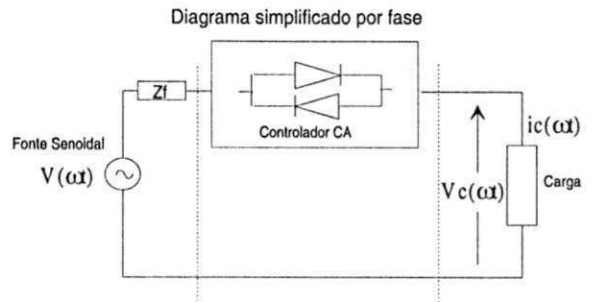 Diagrama simplificado por fase
Zf
Controlador CA
Fonte Senoidal
V(ωt)
ic(ωt)
Vc(ωt)
Carga